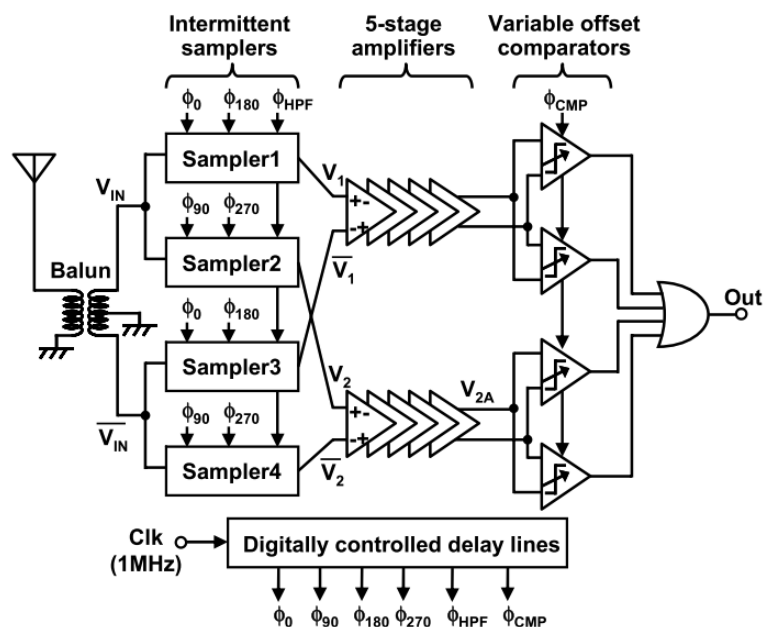 Intermittent
samplers
5-stage
amplifiers
Variable offset
comparators
ϕ0 ϕ180 ϕHPF
ϕCMP
Sampler1
VIN
V1
+-
-+
ϕ90 ϕ270
Balun
Sampler2
V̅1̅
Out
ϕ0 ϕ180
Sampler3
V2
V2A
V̅I̅N̅
ϕ90 ϕ270
+-
-+
Sampler4
V̅2̅
Clk
(1MHz)
Digitally controlled delay lines
ϕ0 ϕ90 ϕ180 ϕ270 ϕHPF ϕCMP